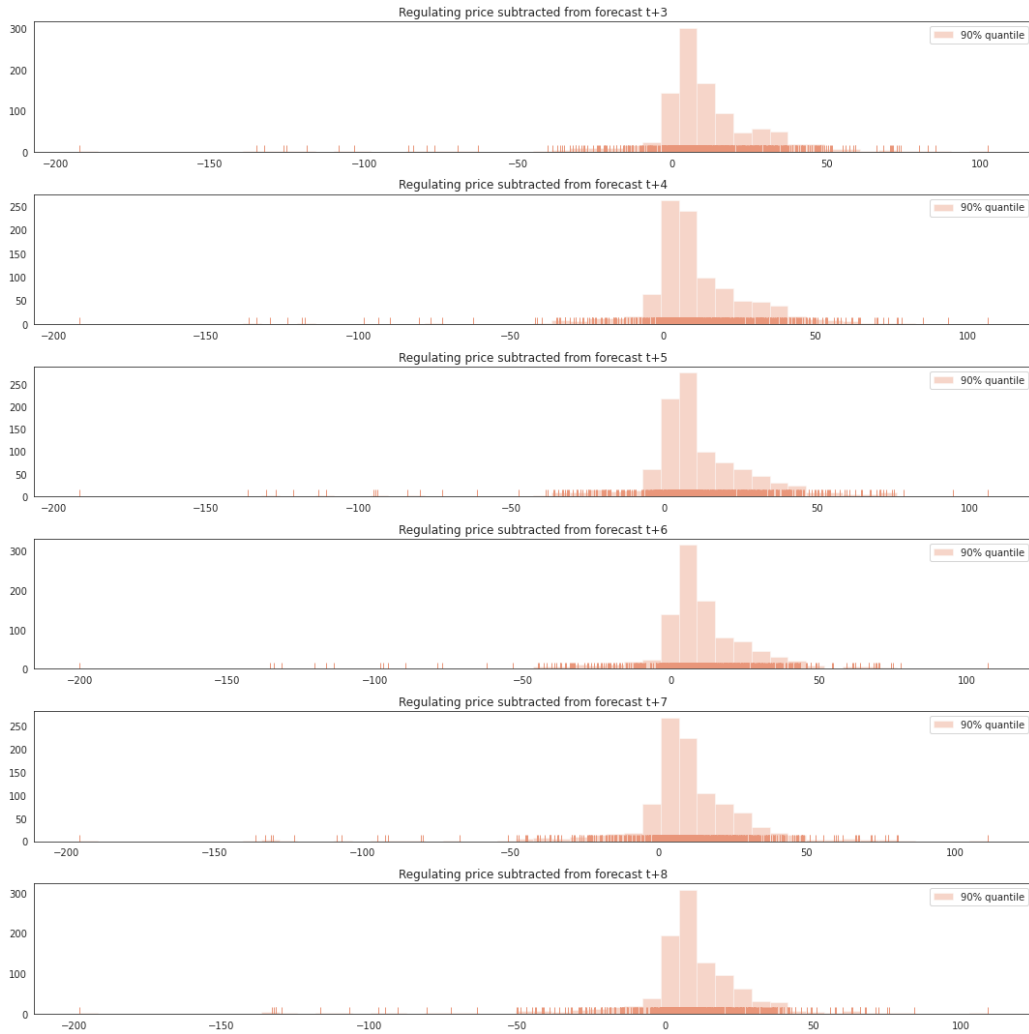 Regulating price subtracted from forecast t+3
300
200
100
0
90% quantile
−200 −150 −100 −50 0 50 100
Regulating price subtracted from forecast t+4
250
200
150
100
50
0
90% quantile
−200 −150 −100 −50 0 50 100
Regulating price subtracted from forecast t+5
250
200
150
100
50
0
90% quantile
−200 −150 −100 −50 0 50 100
Regulating price subtracted from forecast t+6
300
200
100
0
90% quantile
−200 −150 −100 −50 0 50 100
Regulating price subtracted from forecast t+7
250
200
150
100
50
0
90% quantile
−200 −150 −100 −50 0 50 100
Regulating price subtracted from forecast t+8
300
200
100
0
90% quantile
−200 −150 −100 −50 0 50 100